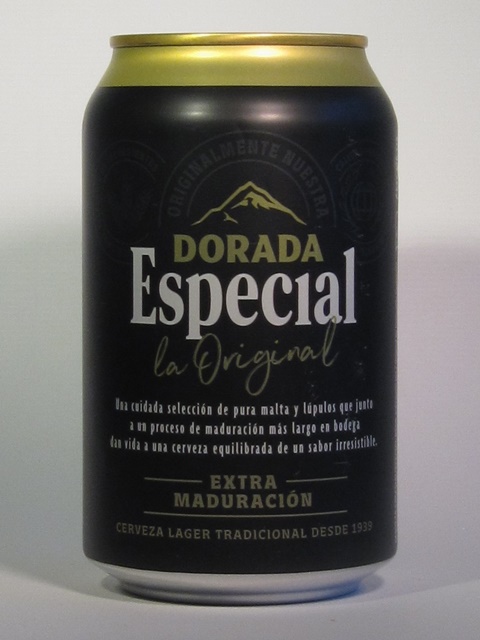 ORIGINALMENTE NUESTRA
DORADA
Especial
la Original
Una cuidada selección de pura malta y lúpulos que junto
a un proceso de maduración más largo en bodega
dan vida a una cerveza equilibrada de un sabor irresistible.
EXTRA
MADURACIÓN
CERVEZA LAGER TRADICIONAL DESDE 1939